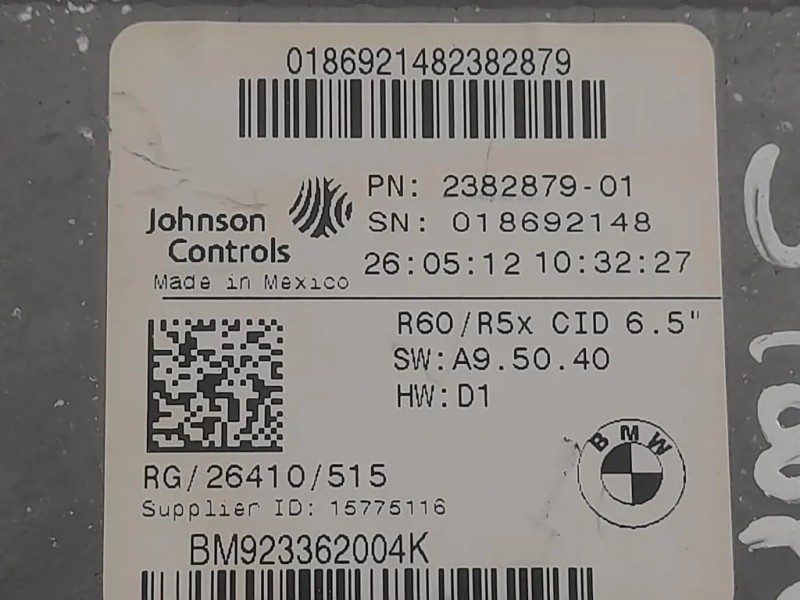 0186921482382879
PN: 2382879-01
Johnson
Controls
SN: 018692148
26:05:12 10:32:27
Made in Mexico
R60/R5x CID 6.5"
SW:A9.50.40
HW:D1
BMW
RG/26410/515
Supplier ID: 15775116
BM923362004K